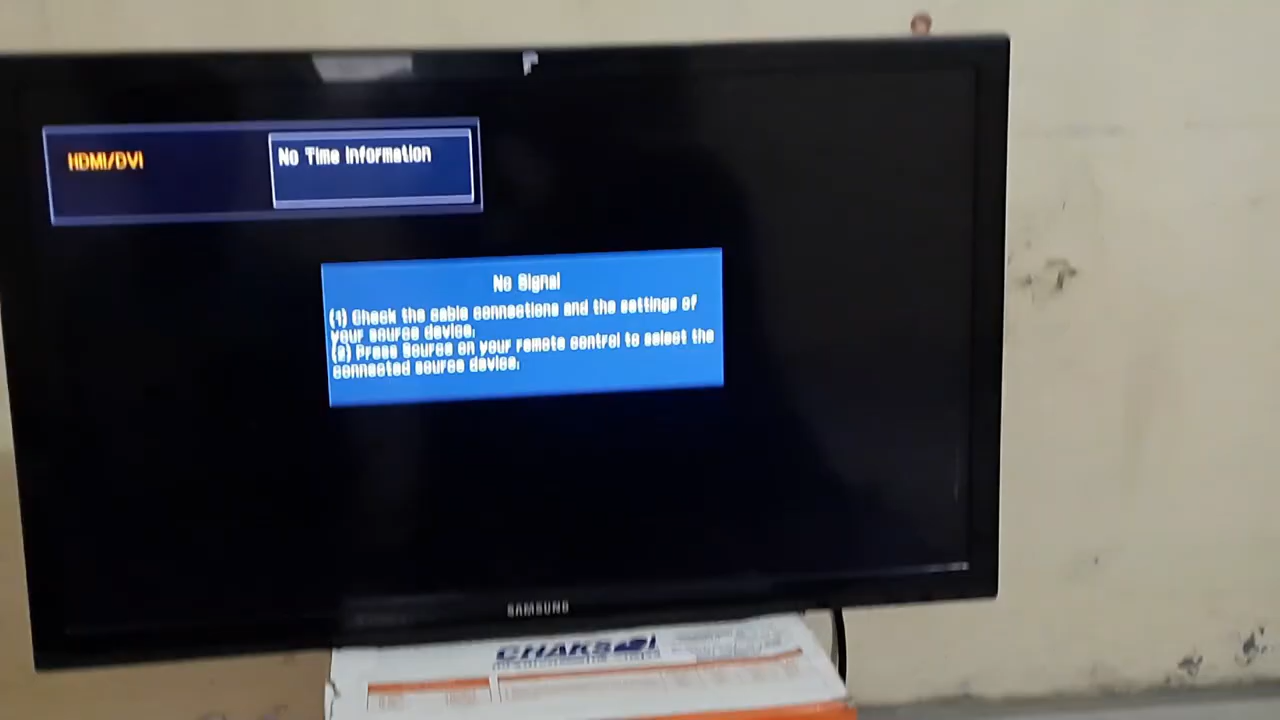 HDMI/DVI
No Time Information
No Signal
(1) Check the cable connections and the settings of
your source device.
(2) Press Source on your remote control to select the
connected source device.
SAMSUNG